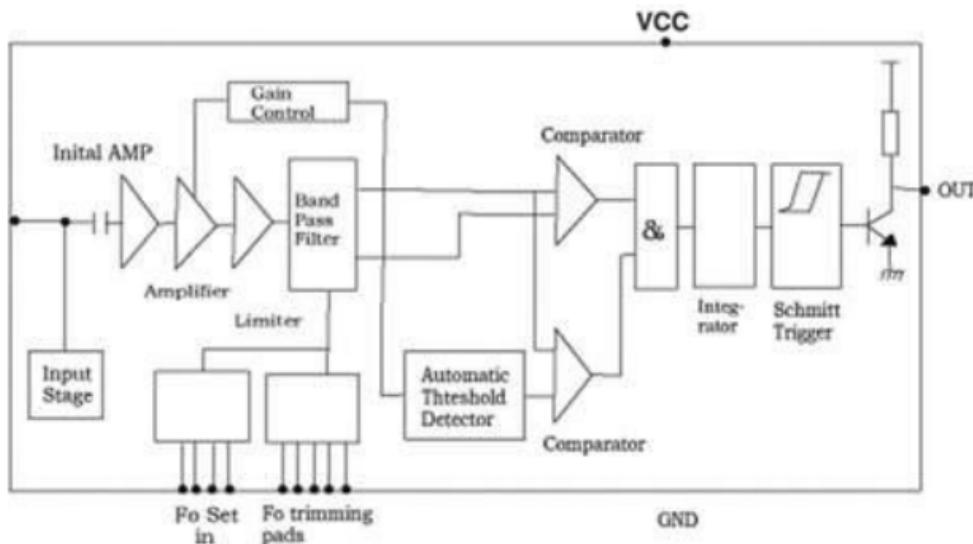 VCC
Gain
Control
Comparator
Inital AMP
Band
Pass
Filter
OUT
&
Amplifier
Limiter
Integ-
rator
Schmitt
Trigger
Input
Stage
Automatic
Thteshold
Detector
Comparator
Fo Set
in
Fo trimming
pads
GND